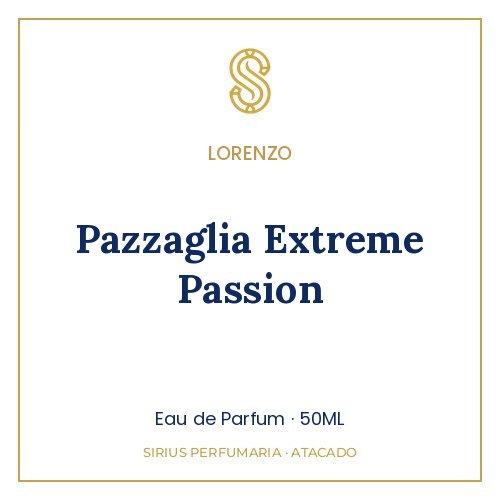 LORENZO
Pazzaglia Extreme
Passion
Eau de Parfum · 50ML
SIRIUS PERFUMARIA · ATACADO